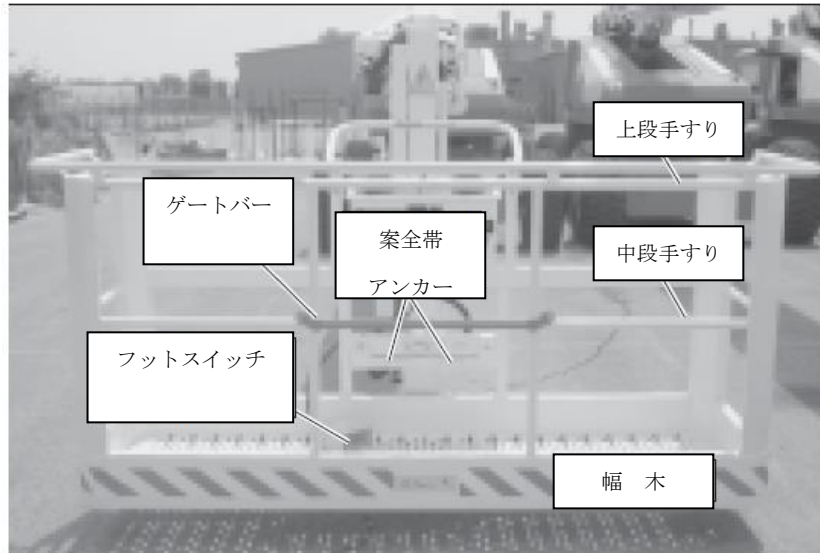 上段手すり
ゲートバー
案全帯
アンカー
中段手すり
フットスイッチ
幅　木